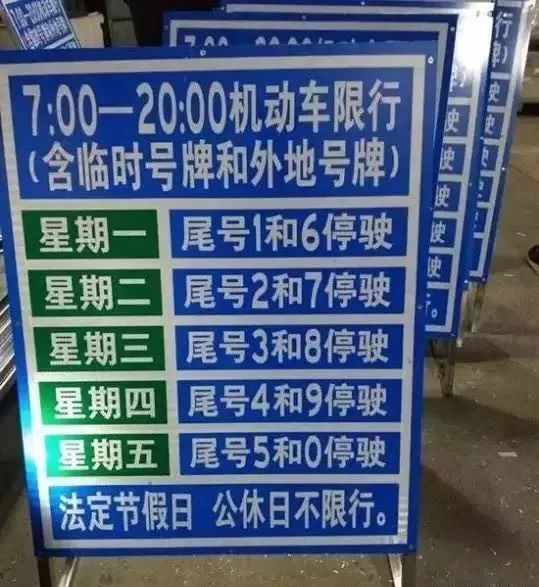 7:00—20:00机动车限行
(含临时号牌和外地号牌)
星期一 尾号1和6停驶
星期二 尾号2和7停驶
星期三 尾号3和8停驶
星期四 尾号4和9停驶
星期五 尾号5和0停驶
法定节假日 公休日不限行。